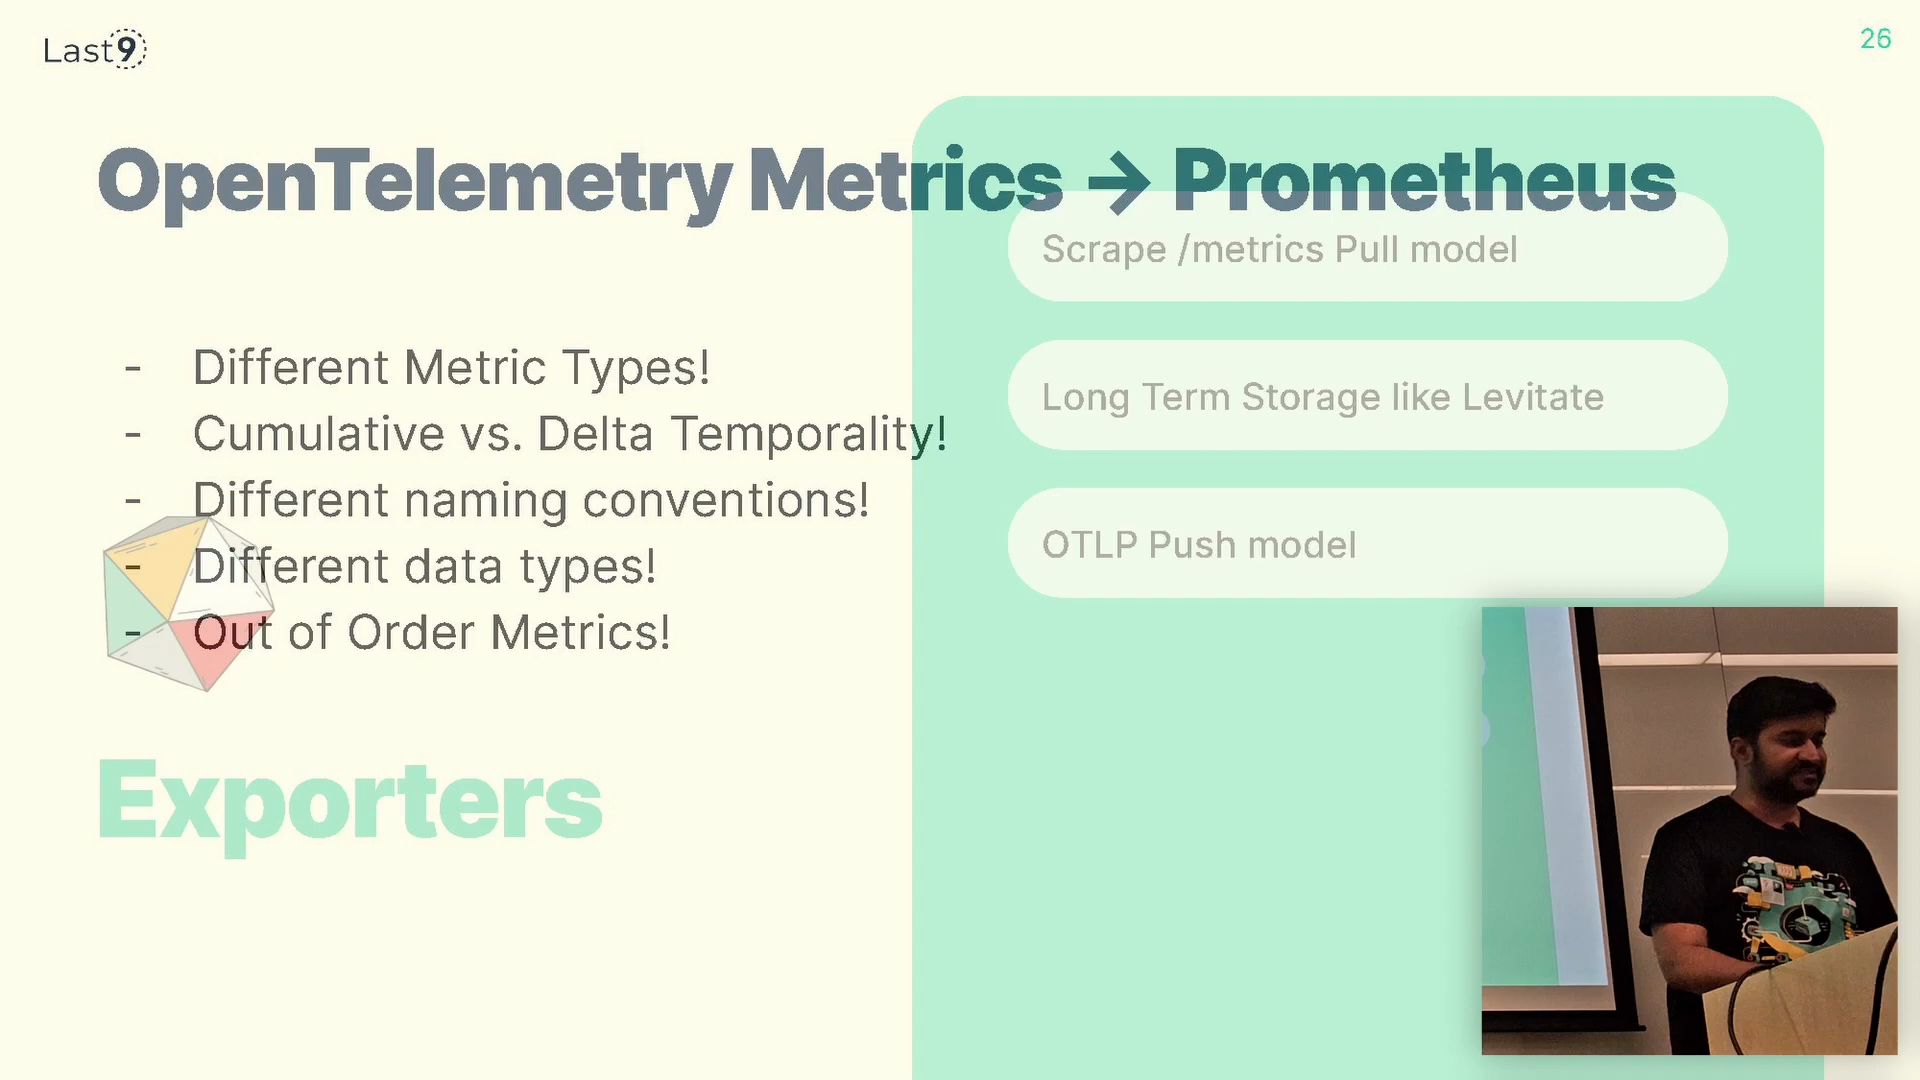 Last9
26
OpenTelemetry Metrics → Prometheus
- Different Metric Types!
- Cumulative vs. Delta Temporality!
- Different naming conventions!
- Different data types!
- Out of Order Metrics!
Exporters
Scrape /metrics Pull model
Long Term Storage like Levitate
OTLP Push model